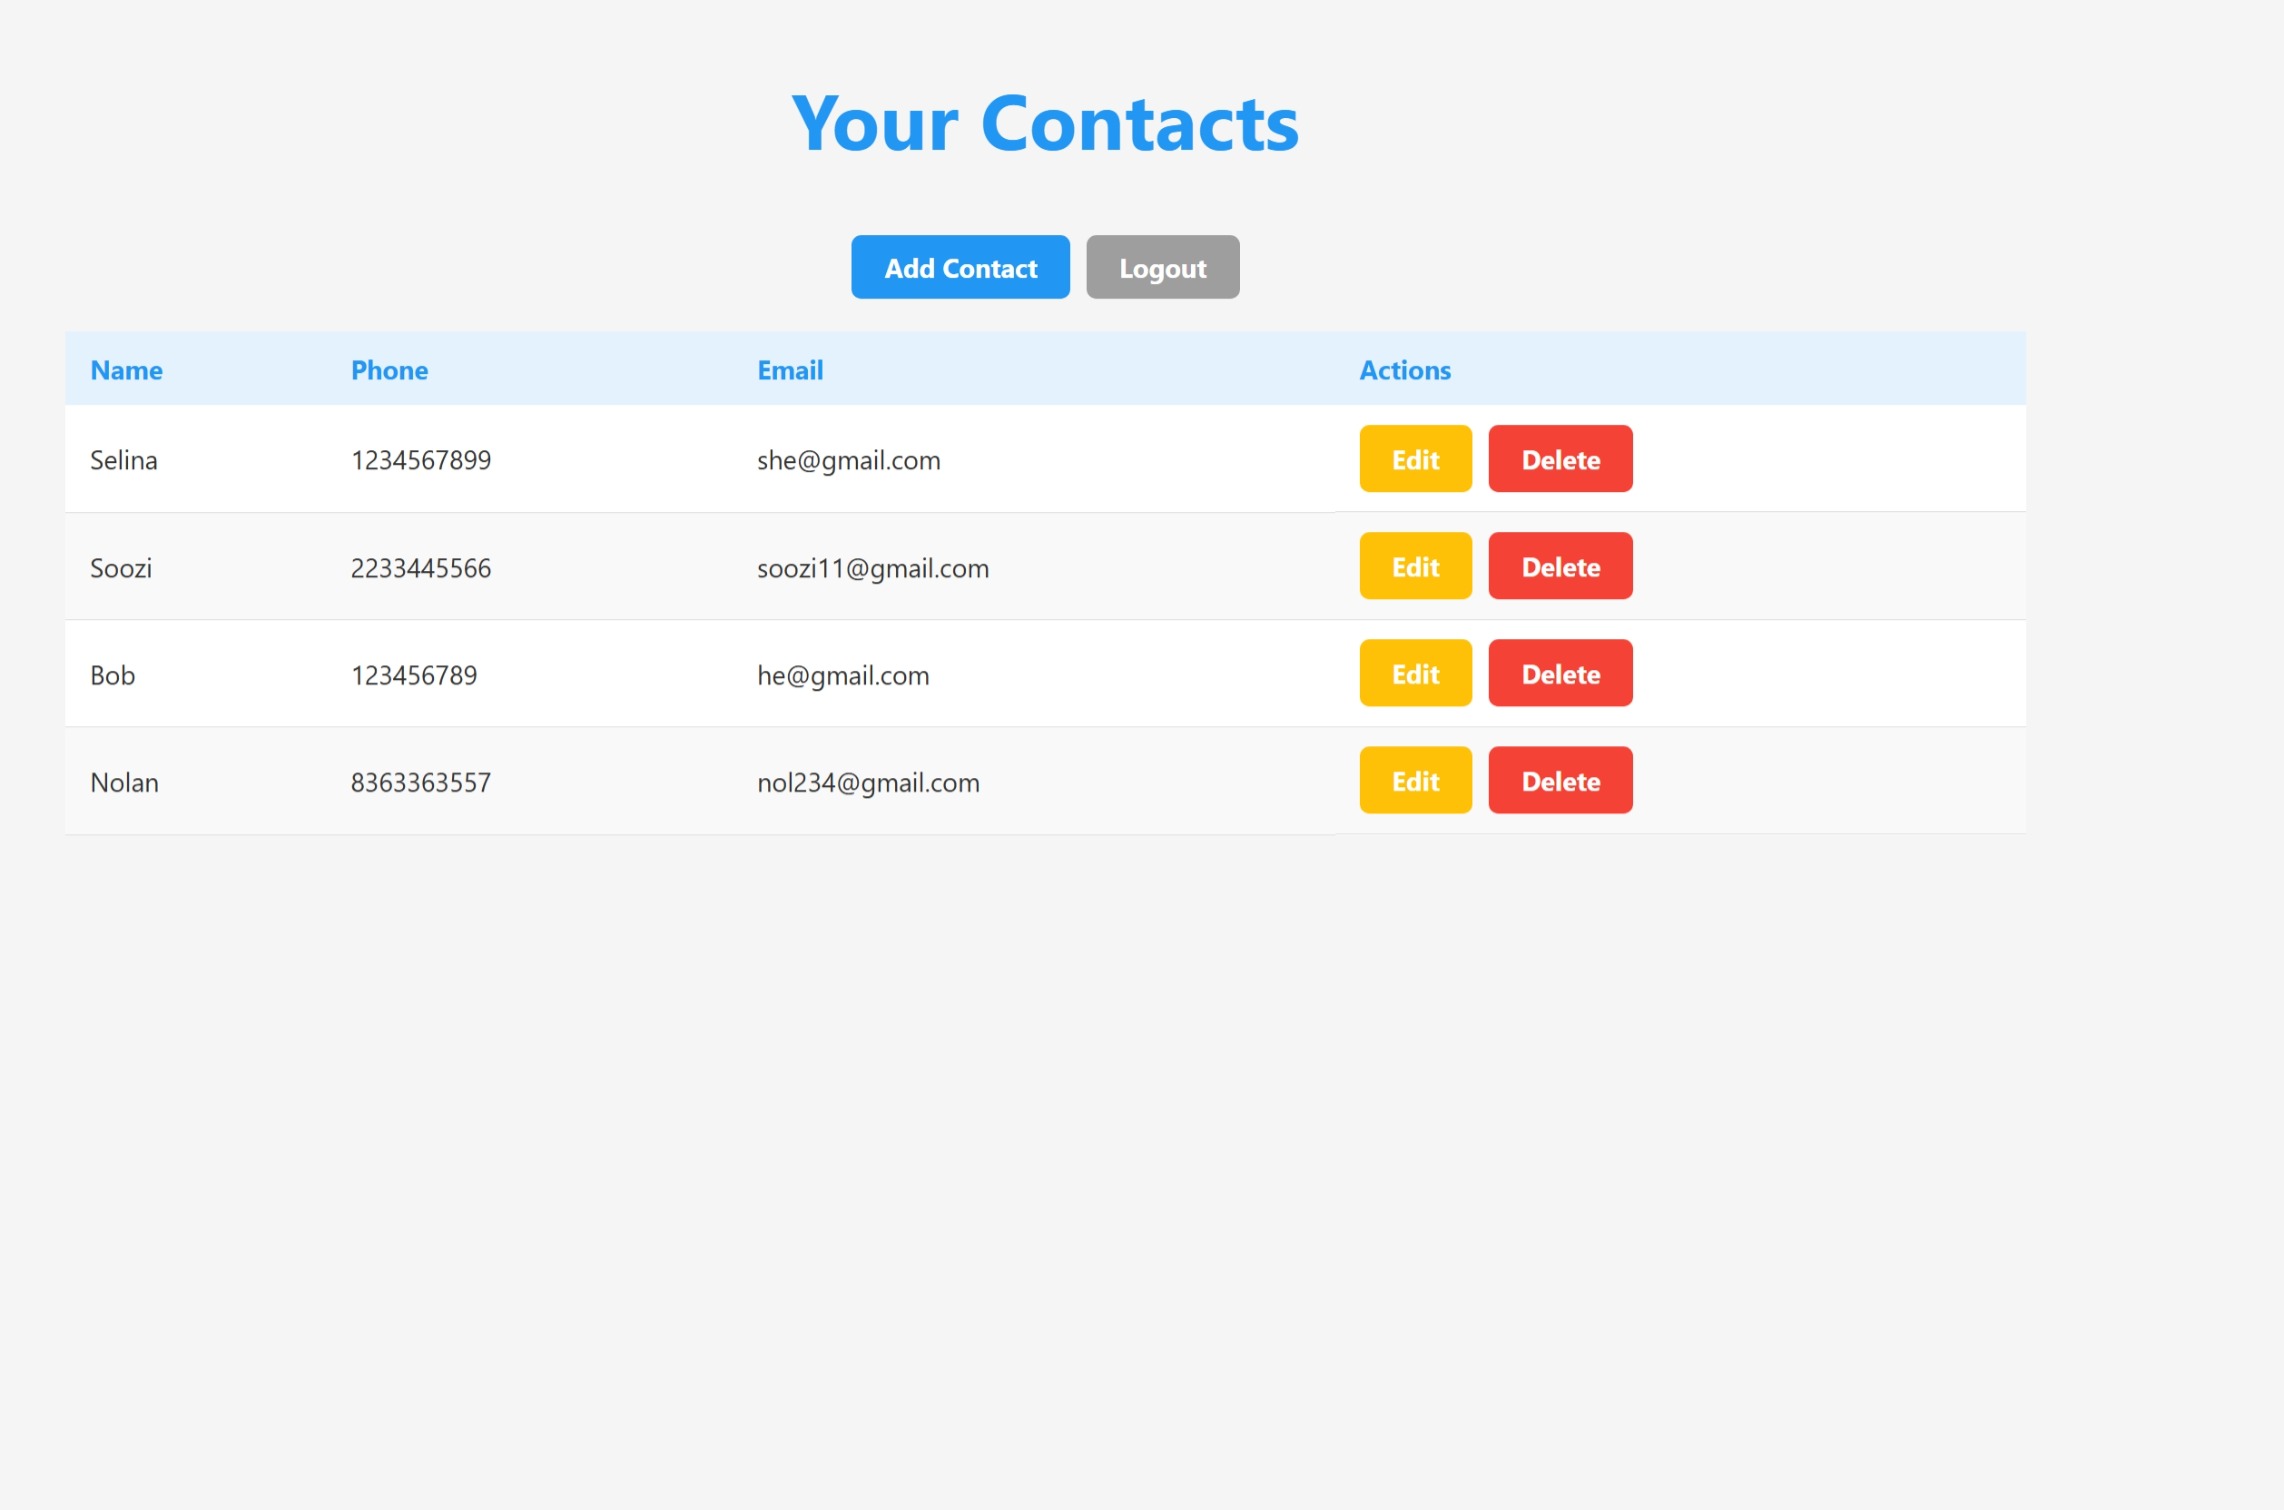 Your Contacts
Add Contact Logout
Name Phone Email Actions
Selina 1234567899 she@gmail.com Edit Delete
Soozi 2233445566 soozi11@gmail.com Edit Delete
Bob 123456789 he@gmail.com Edit Delete
Nolan 8363363557 nol234@gmail.com Edit Delete